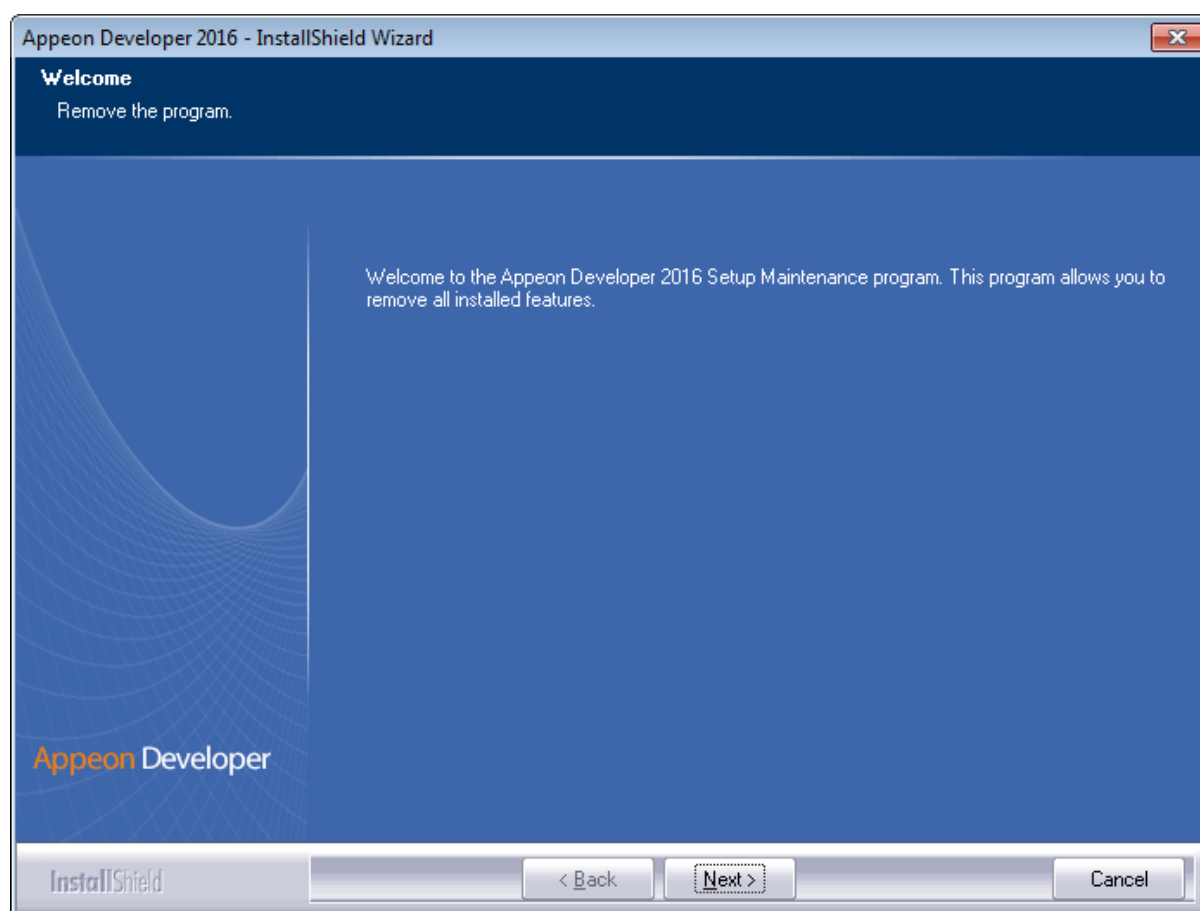 Appeon Developer 2016 - InstallShield Wizard
Welcome
Remove the program.
Welcome to the Appeon Developer 2016 Setup Maintenance program. This program allows you to
remove all installed features.
Appeon Developer
InstallShield
< Back
Next >
Cancel